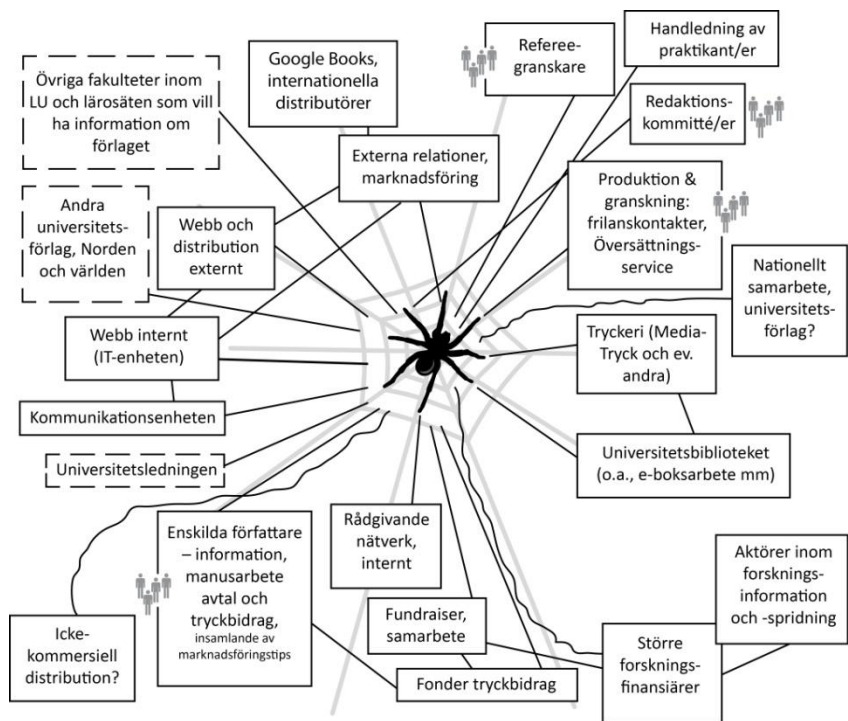 Google Books,
internationella
distributörer
Referee-
granskare
Handledning av
praktikant/er
Övriga fakulteter inom
LU och lärosäten som vill
ha information om
förlaget
Redaktions-
kommitté/er
Externa relationer,
marknadsföring
Produktion &
granskning:
frilanskontakter,
Översättnings-
service
Andra
universitets-
förlag, Norden
och världen
Webb och
distribution
externt
Nationellt
samarbete,
universitets-
förlag?
Webb internt
(IT-enheten)
Tryckeri (Media-
Tryck och ev.
andra)
Kommunikationsenheten
Universitetsledningen
Universitetsbiblioteket
(o.a., e-boksarbete mm)
Enskilda författare
– information,
manusarbete
avtal och
tryckbidrag,
insamlande av
marknadsföringstips
Rådgivande
nätverk,
internt
Aktörer inom
forsknings-
information
och -spridning
Icke-
kommersiell
distribution?
Fundraiser,
samarbete
Större
forsknings-
finansiärer
Fonder tryckbidrag